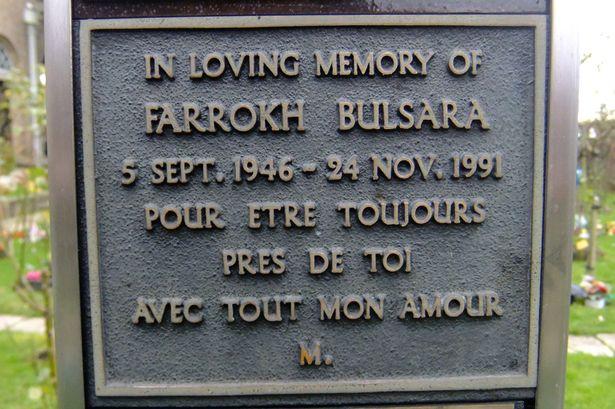 IN LOVING MEMORY OF
FARROKH BULSARA
5 SEPT. 1946 - 24 NOV. 1991
POUR ETRE TOUJOURS
PRES DE TOI
AVEC TOUT MON AMOUR
M.